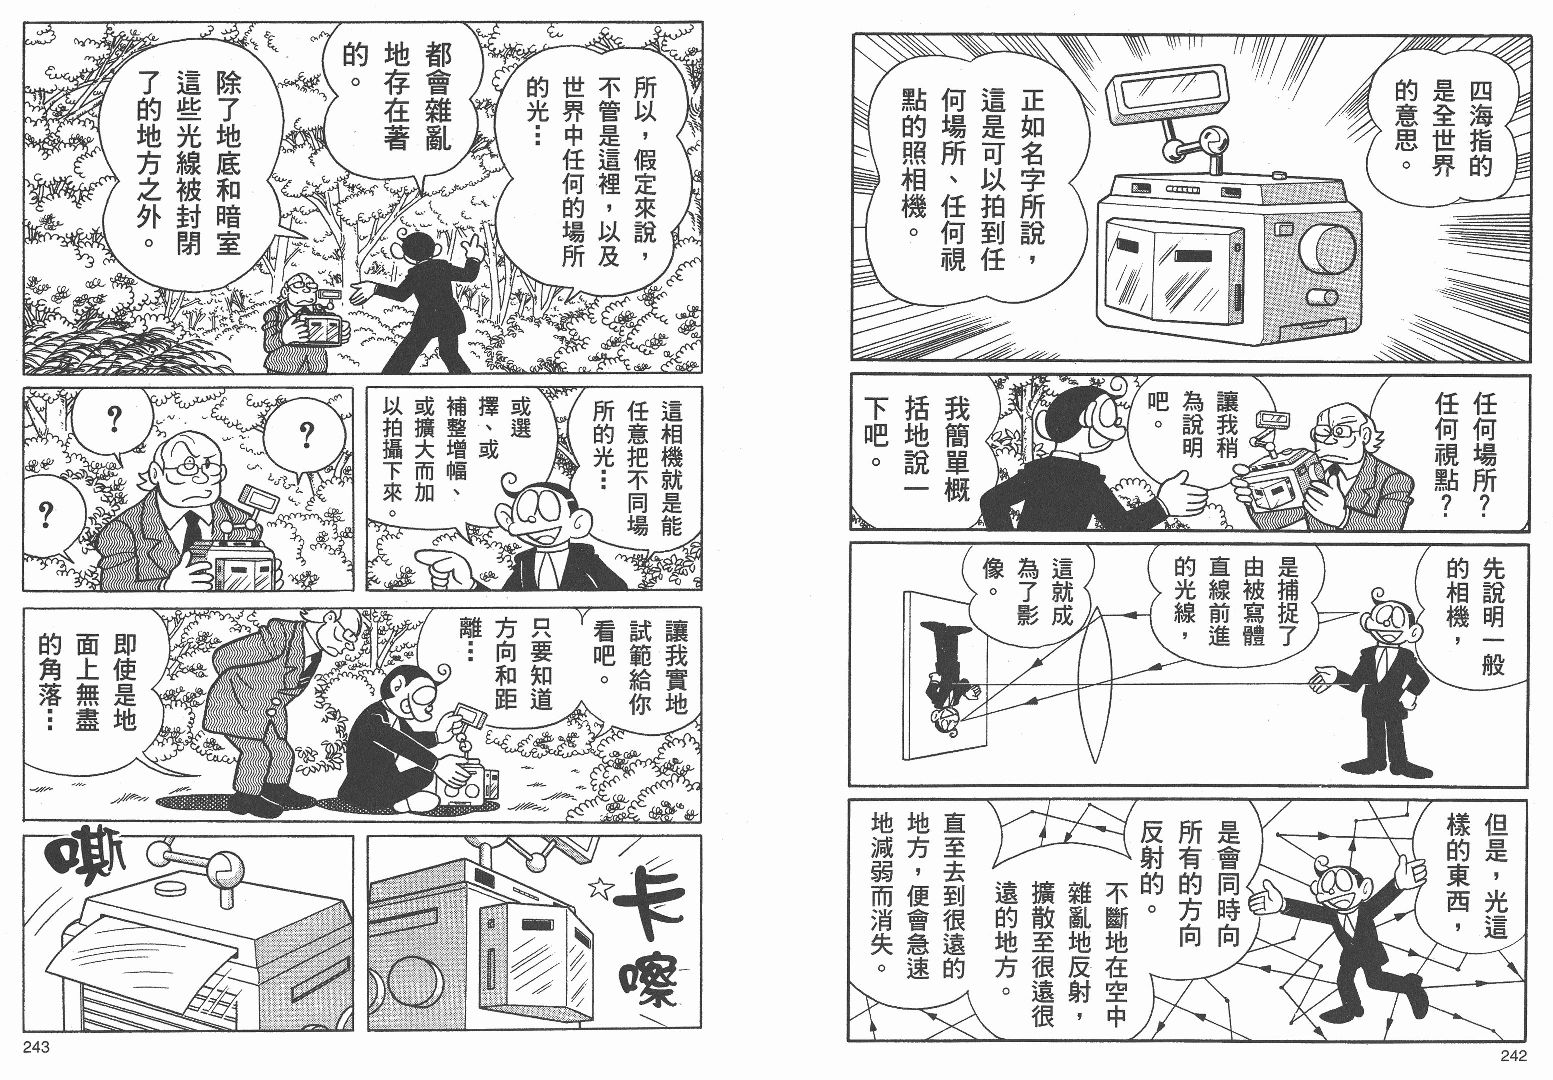 四海指的
是全世界
的意思。
正如名字所說，
這是可以拍到任
何場所、任何視
點的照相機。
任何場所？
任何視點？
讓我稍
為說明
吧。
我簡單概
括地說一
下吧。
先說明一般
的相機，
是捕捉了
由被寫體
直線前進
的光線，
這就成
為了影
像。
但是，光這
樣的東西，
是會同時向
所有的方向
反射的。
不斷地在空中
雜亂地反射，
擴散至很遠很
遠的地方。
直至去到很遠的
地方，便會急速
地減弱而消失。
242
所以，假定來說，
不管是這裡，以及
世界中任何的場所
的光…
都會雜亂
地存在著
的。
除了地底和暗室
這些光線被封閉
了的地方之外。
這相機就是能
任意把不同場
所的光…
或選
擇、或
補整增幅、
或擴大而加
以拍攝下來。
？
？
？
讓我實地
試範給你
看吧。
只要知道
方向和距
離…
即使是地
面上無盡
的角落…
卡嚓
嘶
243